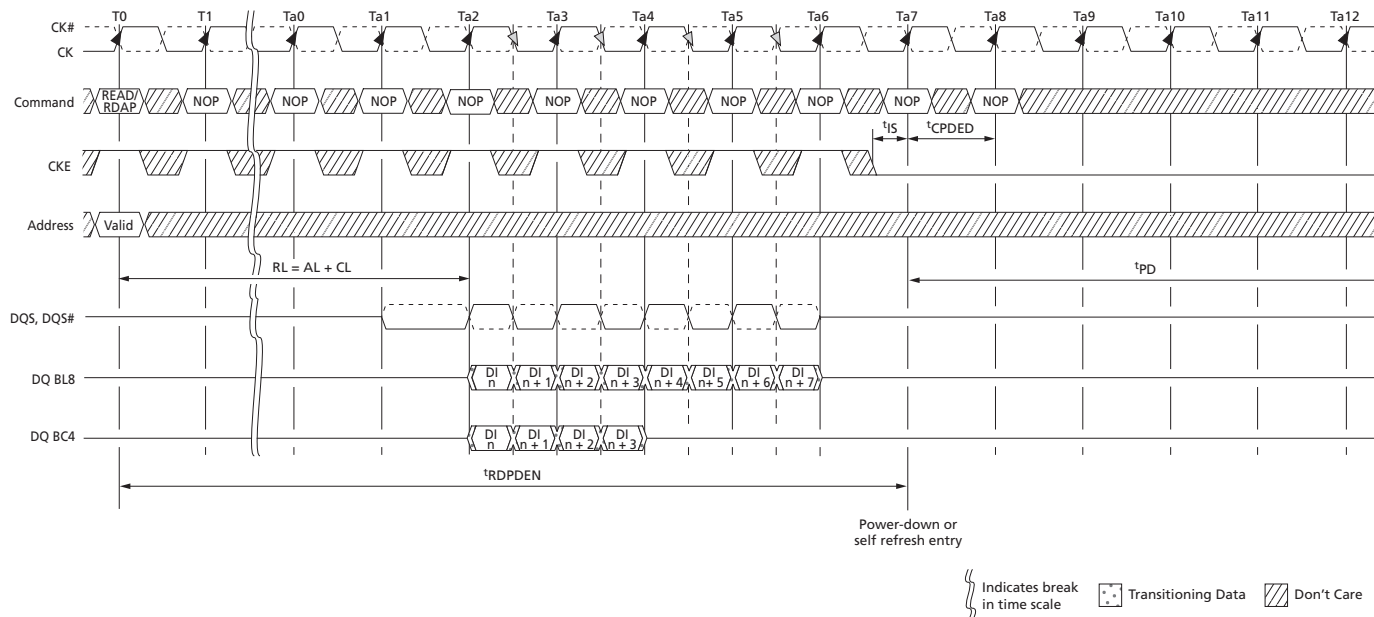 T0 T1 Ta0 Ta1 Ta2 Ta3 Ta4 Ta5 Ta6 Ta7 Ta8 Ta9 Ta10 Ta11 Ta12
CK#
CK
Command READ/ RDAP NOP NOP NOP NOP NOP NOP NOP NOP NOP NOP
tIS tCPDED
CKE
Address Valid
RL = AL + CL tPD
DQS, DQS#
DQ BL8 DI n DI n + 1 DI n + 2 DI n + 3 DI n + 4 DI n+ 5 DI n + 6 DI n + 7
DQ BC4 DI n DI n + 1 DI n + 2 DI n + 3
tRDPDEN
Power-down or
self refresh entry
Indicates break
in time scale
Transitioning Data
Don't Care